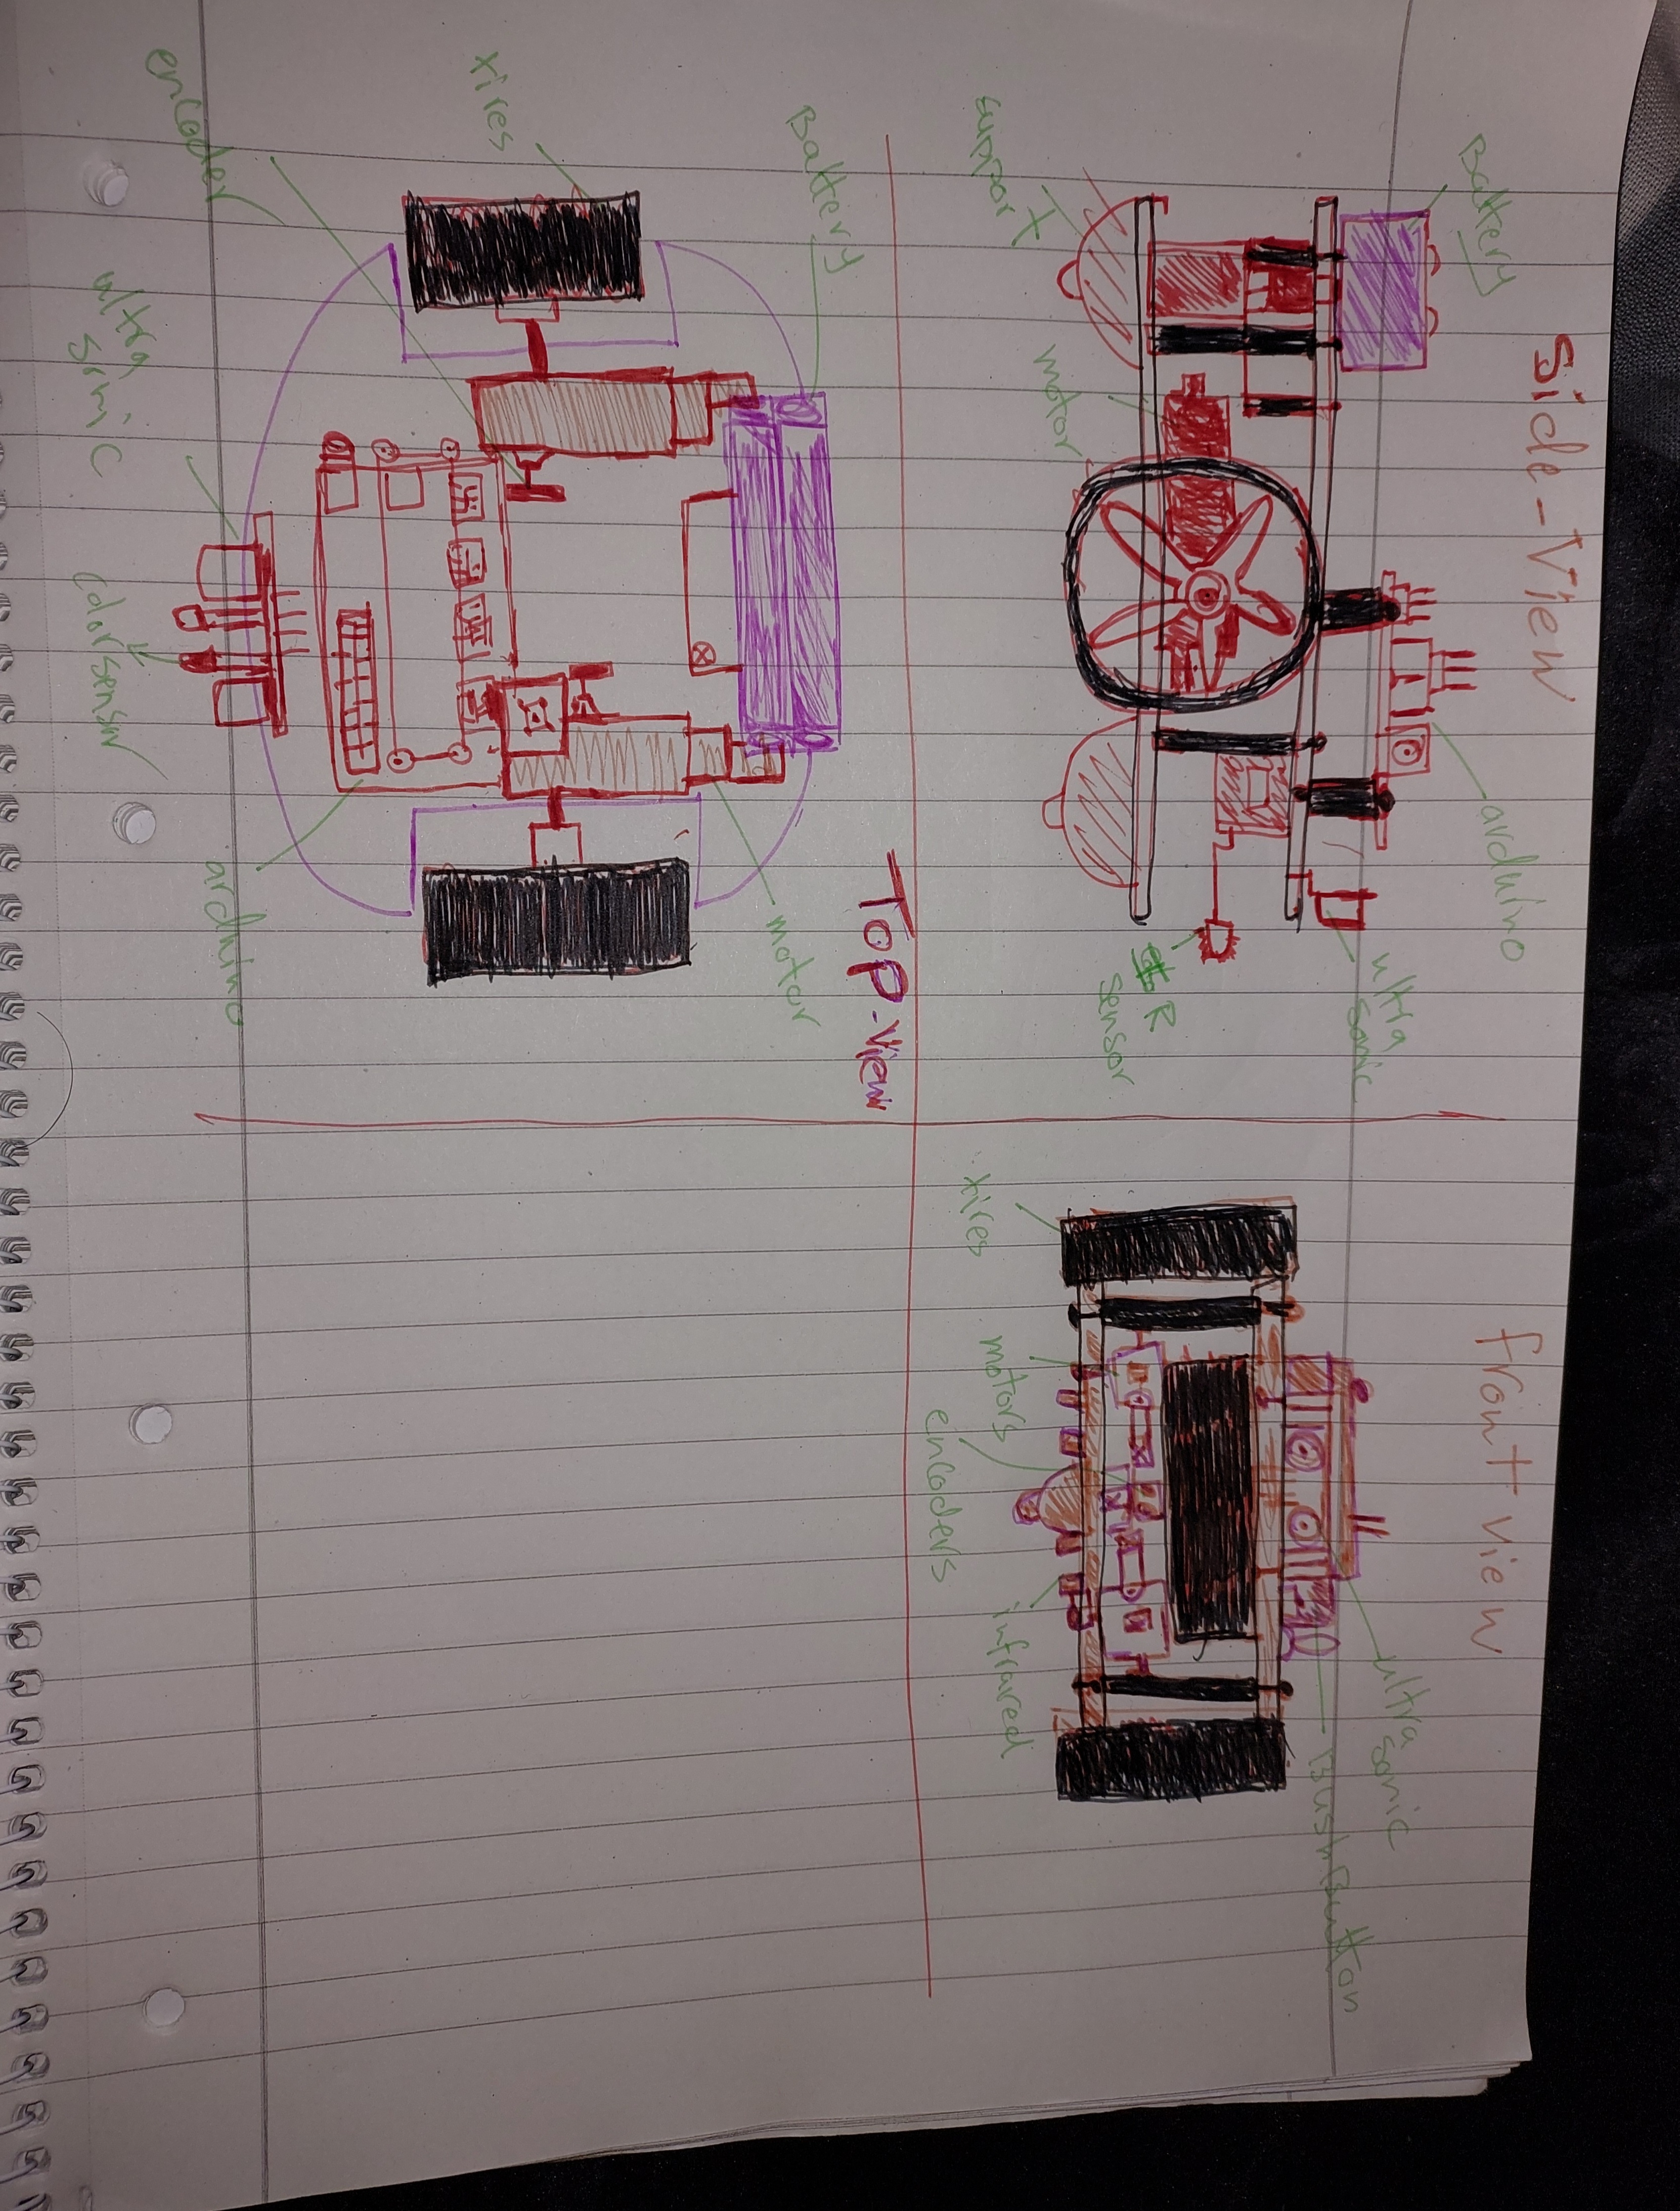 Side-View
Battery
arduino
ultra
sonic
R
sensor
motor
support
front view
ultra
sonic
BushButton
tires
motors
encoders
infrared
Top-View
Battery
motor
tires
encoder
arduino
ultra
sonic
colorsensor